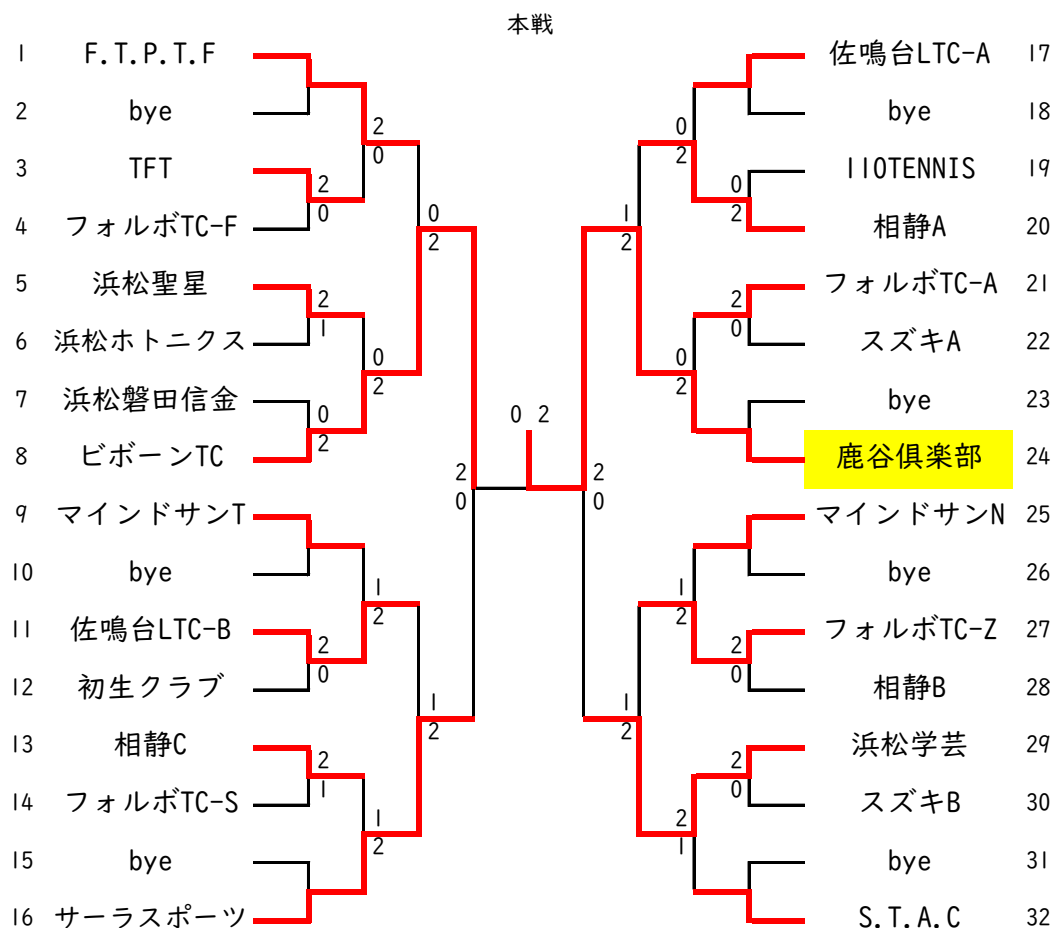 本戦
1 F.T.P.T.F
2 bye
3 TFT
4 フォルボTC-F
5 浜松聖星
6 浜松ホトニクス
7 浜松磐田信金
8 ビボーンTC
9 マインドサンT
10 bye
11 佐鳴台LTC-B
12 初生クラブ
13 相静C
14 フォルボTC-S
15 bye
16 サーラスポーツ
2
0
2
0
2
1
0
2
0
2
0
2
2
0
2
1
1
2
1
2
1
2
2
0
0 2
佐鳴台LTC-A 17
bye 18
110TENNIS 19
相静A 20
フォルボTC-A 21
スズキA 22
bye 23
鹿谷倶楽部 24
マインドサンN 25
bye 26
フォルボTC-Z 27
相静B 28
浜松学芸 29
スズキB 30
bye 31
S.T.A.C 32
0
2
0
2
2
0
0
2
1
2
2
0
2
0
1
2
2
1
1
2
2
0